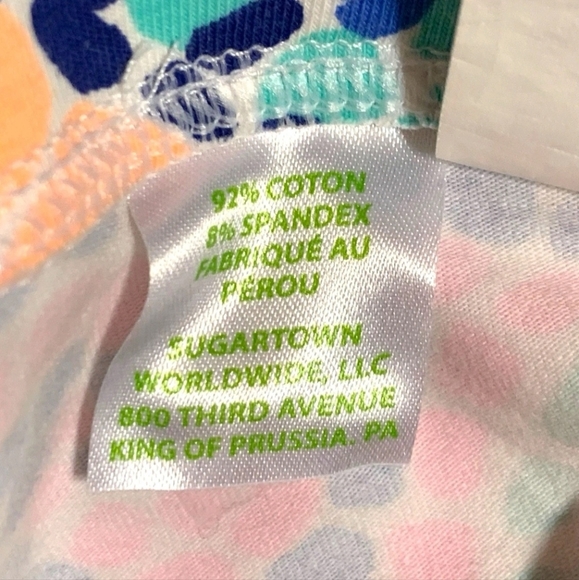 92% COTON
8% SPANDEX
FABRIQUÉ AU
PÉROU
SUGARTOWN
WORLDWIDE, LLC
800 THIRD AVENUE
KING OF PRUSSIA. PA